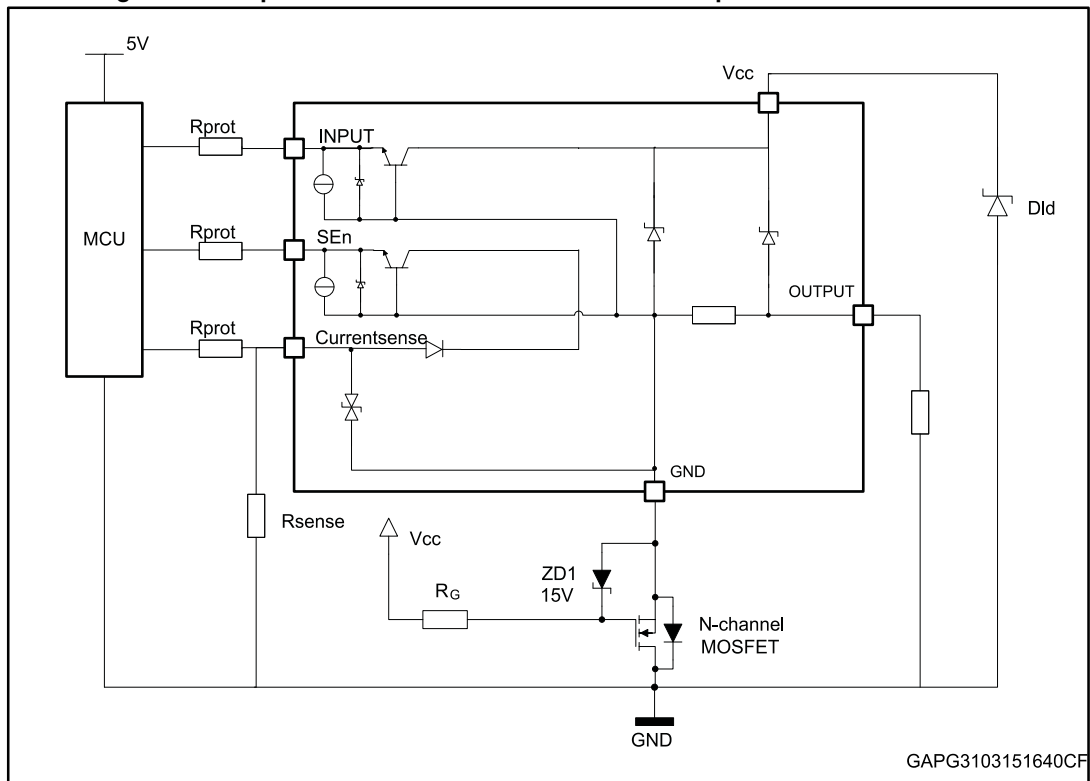 5V
Vcc
Rprot
INPUT
MCU
Rprot
SEn
Dld
OUTPUT
Rprot
Currentsense
GND
Rsense
Vcc
ZD1
15V
RG
N-channel
MOSFET
GND
GAPG3103151640CF